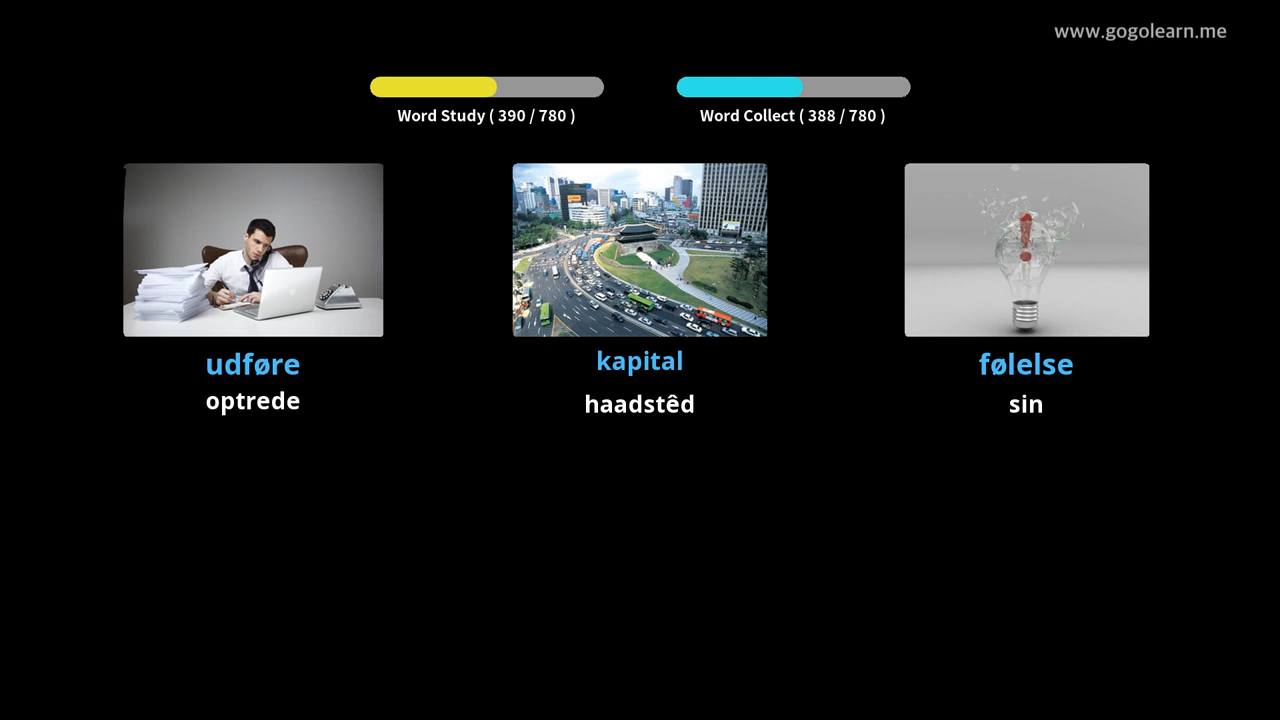 www.gogolearn.me
Word Study ( 390 / 780 )
Word Collect ( 388 / 780 )
udføre
optrede
kapital
haadstêd
følelse
sin